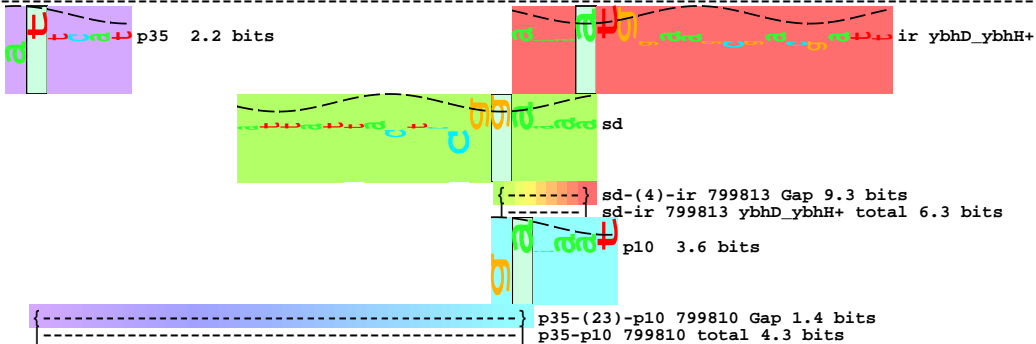 p35 2.2 bits
ir ybhD_ybhH+
sd
sd-(4)-ir 799813 Gap 9.3 bits
sd-ir 799813 ybhD_ybhH+ total 6.3 bits
p10 3.6 bits
p35-(23)-p10 799810 Gap 1.4 bits
p35-p10 799810 total 4.3 bits